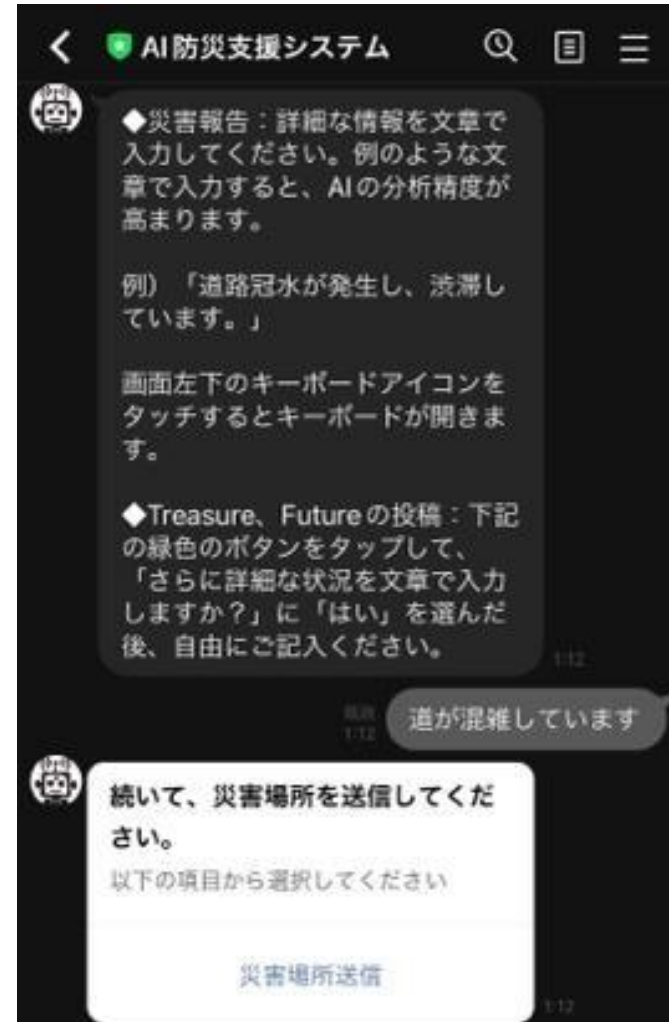 AI防災支援システム
◆災害報告：詳細な情報を文章で
入力してください。例のような文
章で入力すると、AIの分析精度が
高まります。
例）「道路冠水が発生し、渋滞し
ています。」
画面左下のキーボードアイコンを
タッチするとキーボードが開きま
す。
◆Treasure、Futureの投稿：下記
の緑色のボタンをタップして、
「さらに詳細な状況を文章で入力
しますか？」に「はい」を選んだ
後、自由にご記入ください。
1:12
既読
1:12
道が混雑しています
続いて、災害場所を送信してくだ
さい。
以下の項目から選択してください
災害場所送信
1:12